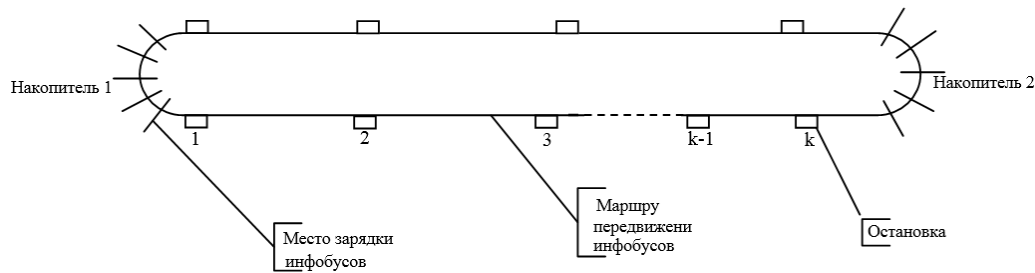 Накопитель 1
Накопитель 2
1
2
3
k-1
k
Место зарядки
инфобусов
Маршру
передвижени
инфобусов
Остановка